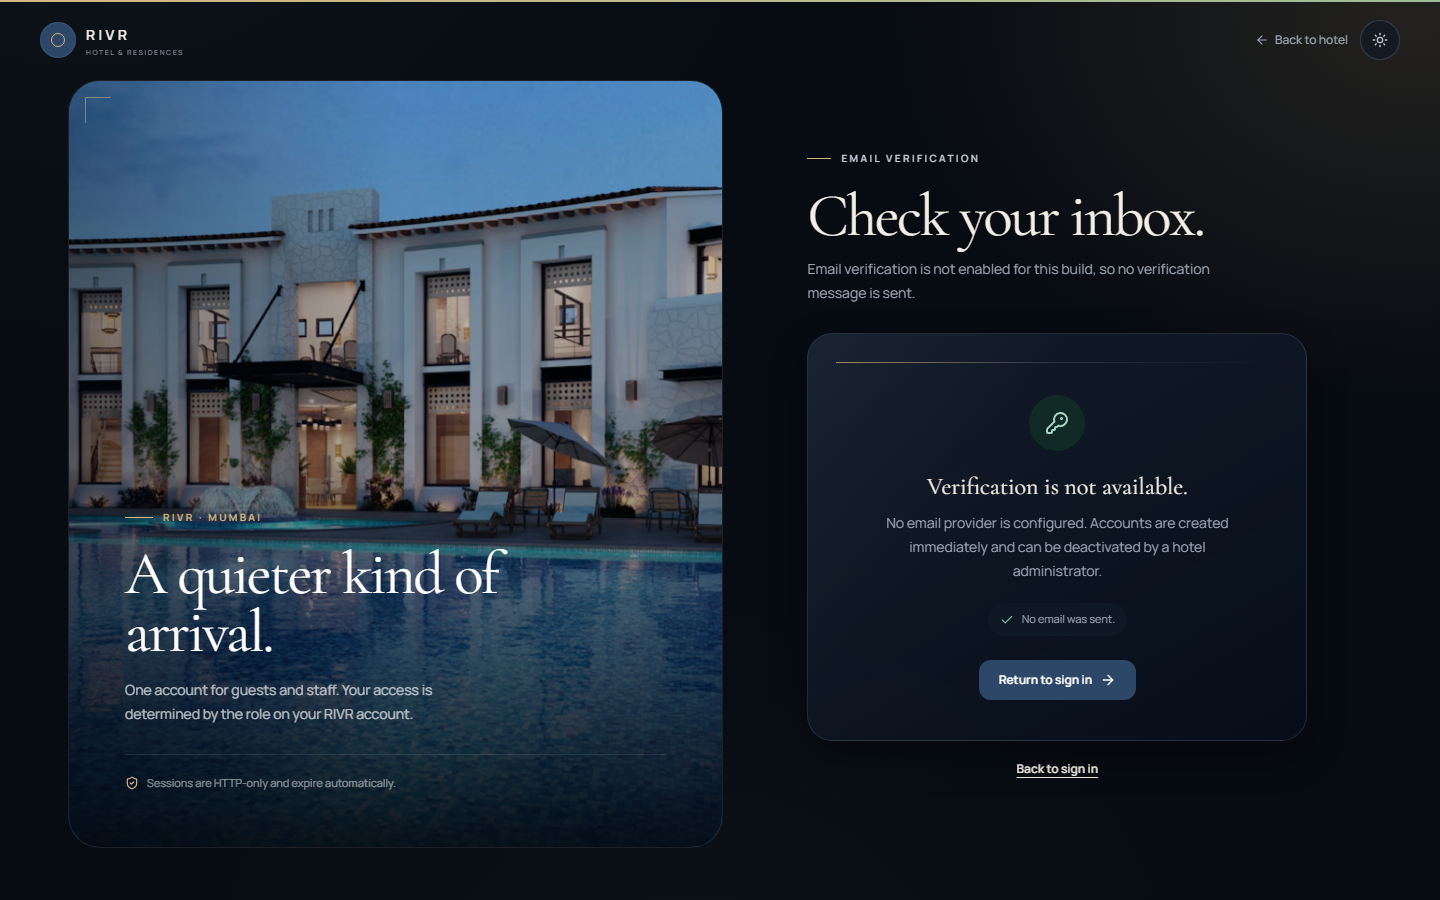 RIVR
HOTEL & RESIDENCES
Back to hotel
RIVR · MUMBAI
A quieter kind of
arrival.
One account for guests and staff. Your access is
determined by the role on your RIVR account.
Sessions are HTTP-only and expire automatically.
EMAIL VERIFICATION
Check your inbox.
Email verification is not enabled for this build, so no verification
message is sent.
Verification is not available.
No email provider is configured. Accounts are created
immediately and can be deactivated by a hotel
administrator.
No email was sent.
Return to sign in
Back to sign in